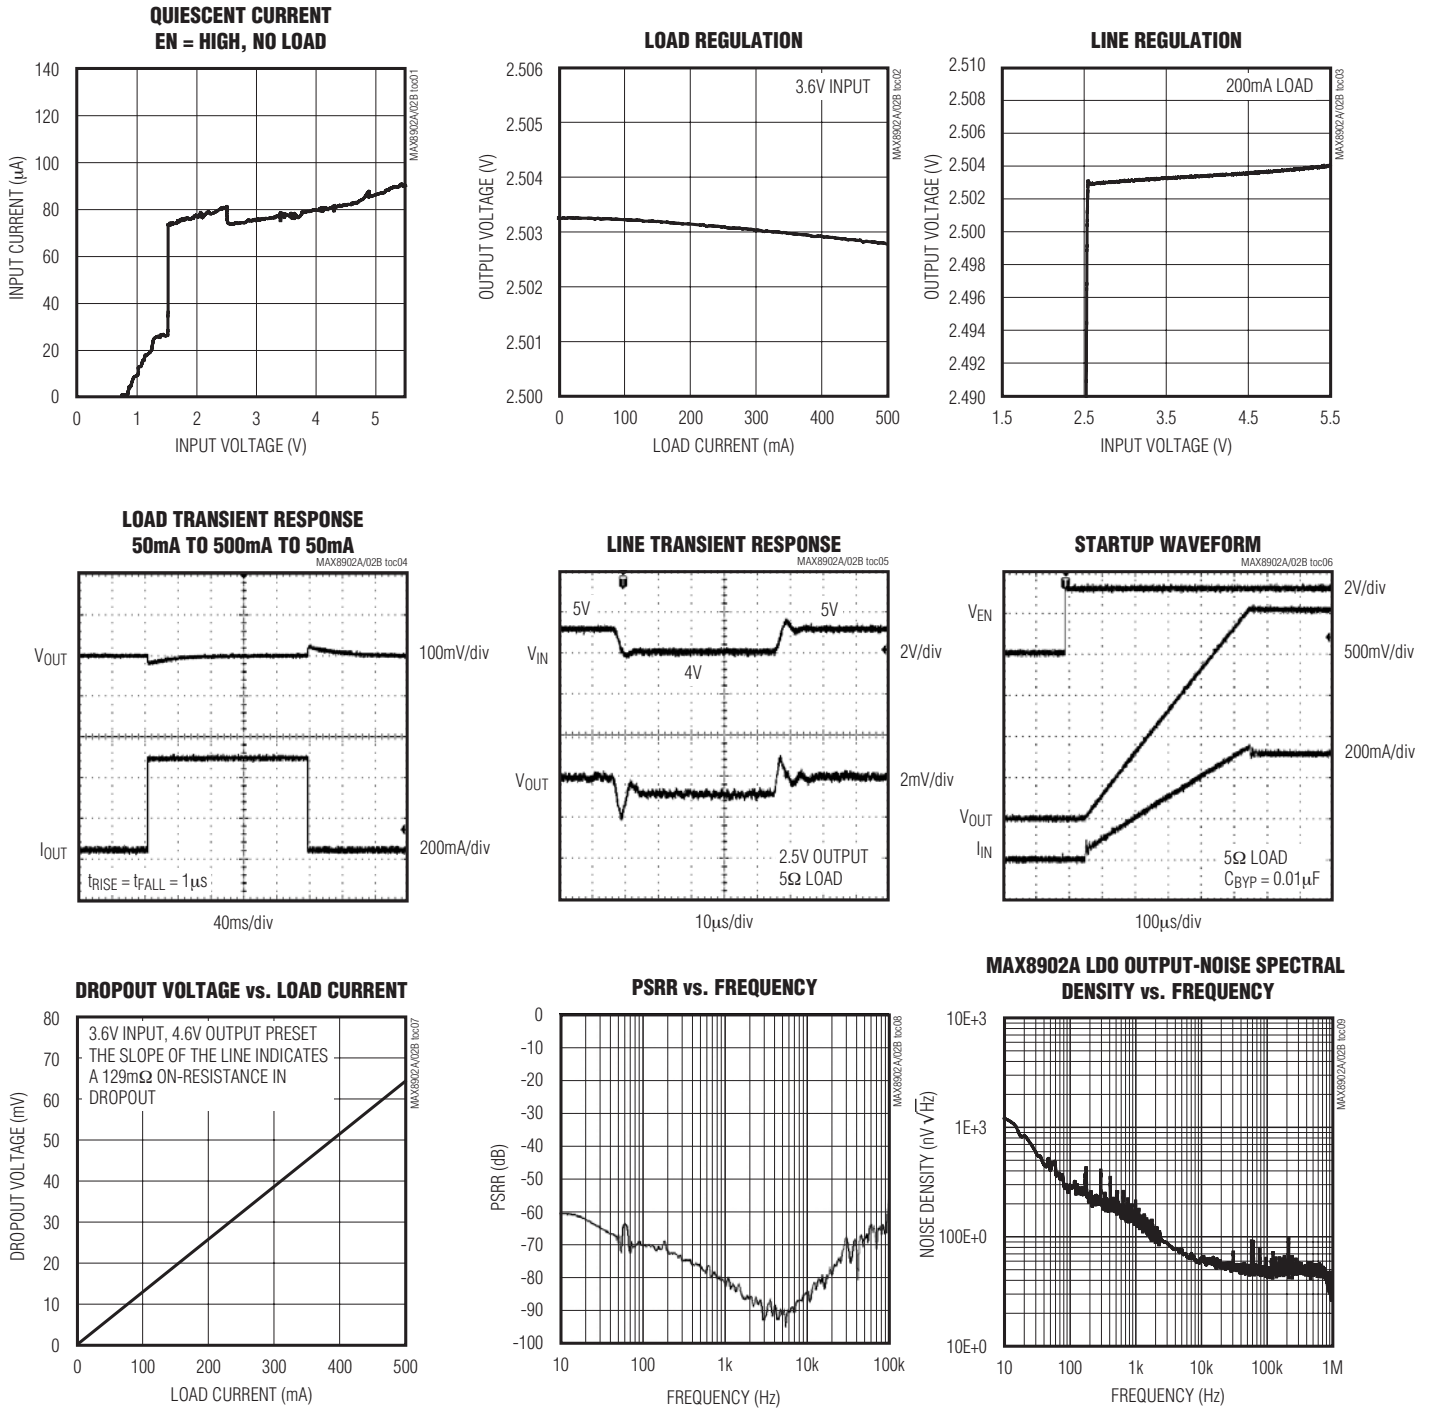 QUIESCENT CURRENT
EN = HIGH, NO LOAD
140
120
100
80
60
40
20
0
INPUT CURRENT (µA)
0 1 2 3 4 5
INPUT VOLTAGE (V)
MAX8902A/02B toc01
LOAD REGULATION
2.506
2.505
2.504
2.503
2.502
2.501
2.500
OUTPUT VOLTAGE (V)
3.6V INPUT
0 100 200 300 400 500
LOAD CURRENT (mA)
MAX8902A/02B toc02
LINE REGULATION
2.510
2.508
2.506
2.504
2.502
2.500
2.498
2.496
2.494
2.492
2.490
OUTPUT VOLTAGE (V)
200mA LOAD
1.5 2.5 3.5 4.5 5.5
INPUT VOLTAGE (V)
MAX8902A/02B toc03
LOAD TRANSIENT RESPONSE
50mA TO 500mA TO 50mA
MAX8902A/02B toc04
VOUT
100mV/div
IOUT
200mA/div
tRISE = tFALL = 1µs
40ms/div
LINE TRANSIENT RESPONSE
MAX8902A/02B toc05
5V
5V
VIN
2V/div
4V
VOUT
2mV/div
2.5V OUTPUT
5Ω LOAD
10µs/div
STARTUP WAVEFORM
MAX8902A/02B toc06
2V/div
VEN
500mV/div
200mA/div
VOUT
IIN
5Ω LOAD
CBYP = 0.01µF
100µs/div
DROPOUT VOLTAGE vs. LOAD CURRENT
80
70
60
50
40
30
20
10
0
DROPOUT VOLTAGE (mV)
3.6V INPUT, 4.6V OUTPUT PRESET
THE SLOPE OF THE LINE INDICATES
A 129mΩ ON-RESISTANCE IN
DROPOUT
0 100 200 300 400 500
LOAD CURRENT (mA)
MAX8902A/02B toc07
PSRR vs. FREQUENCY
0
-10
-20
-30
-40
-50
-60
-70
-80
-90
-100
PSRR (dB)
10 100 1k 10k 100k
FREQUENCY (Hz)
MAX8902A/02B toc08
MAX8902A LDO OUTPUT-NOISE SPECTRAL
DENSITY vs. FREQUENCY
10E+3
1E+3
100E+0
10E+0
NOISE DENSITY (nV √Hz)
10 100 1k 10k 100k 1M
FREQUENCY (Hz)
MAX8902A/02B toc09